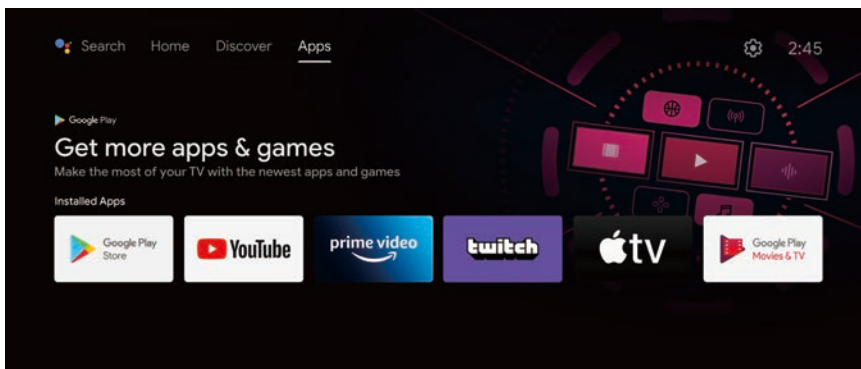 Search Home Discover Apps 2:45
Google Play
Get more apps & games
Make the most of your TV with the newest apps and games
Installed Apps
Google Play
Store
YouTube
prime video
twitch
tv
Google Play
Movies & TV